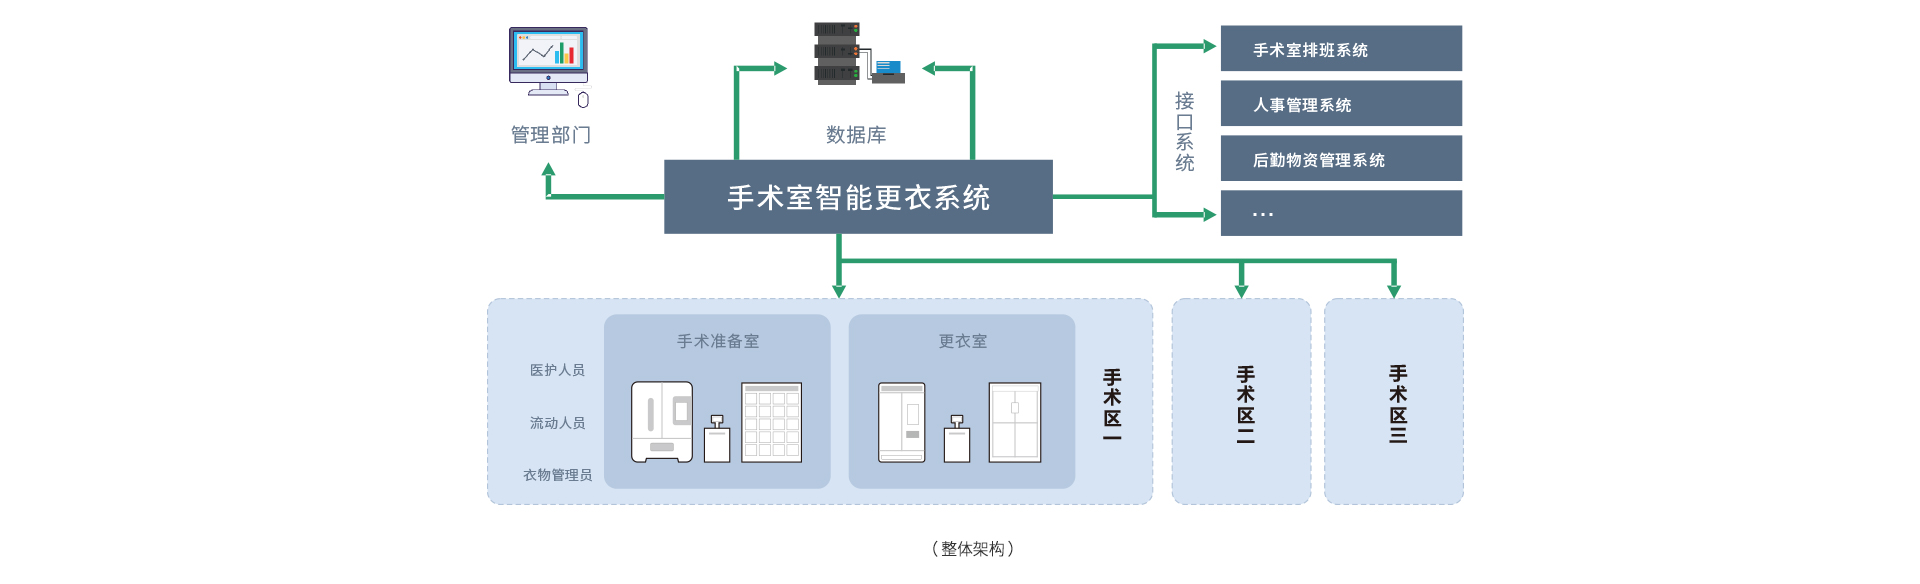 管理部门
数据库
手术室智能更衣系统
接口系统
手术室排班系统
人事管理系统
后勤物资管理系统
...
手术准备室
更衣室
医护人员
流动人员
衣物管理员
手术区一
手术区二
手术区三
（整体架构）